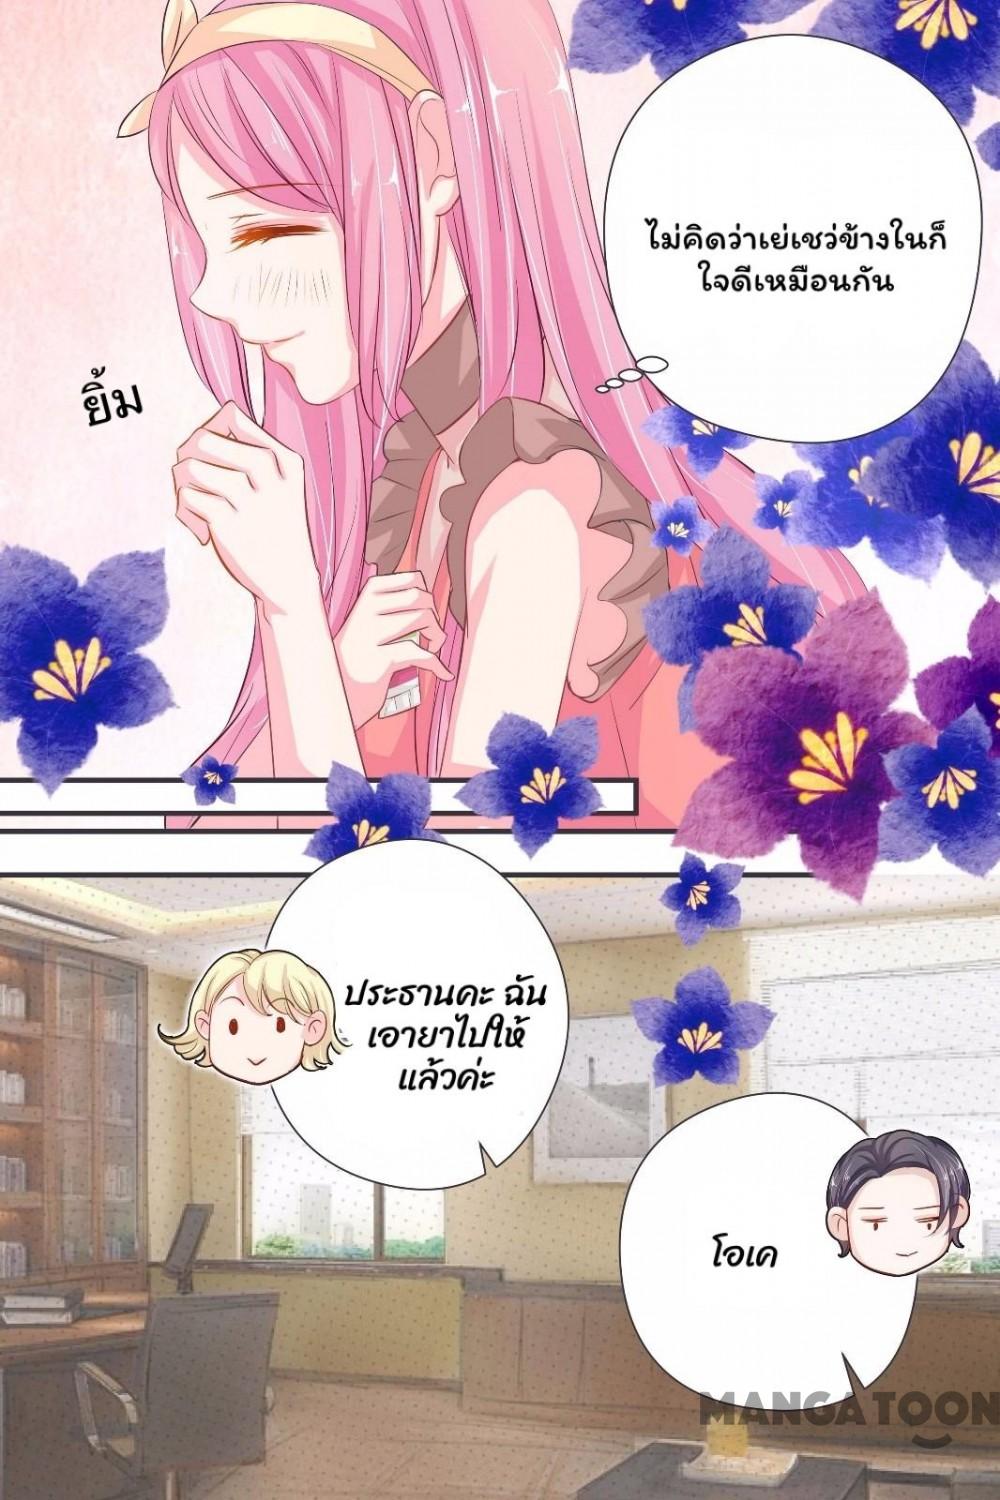 ไม่คิดว่าเย่เชว่ข้างในก็
ใจดีเหมือนกัน
ยิ้ม
ประธานคะ ฉัน
เอายาไปให้
แล้วค่ะ
โอเค
MANGATOON